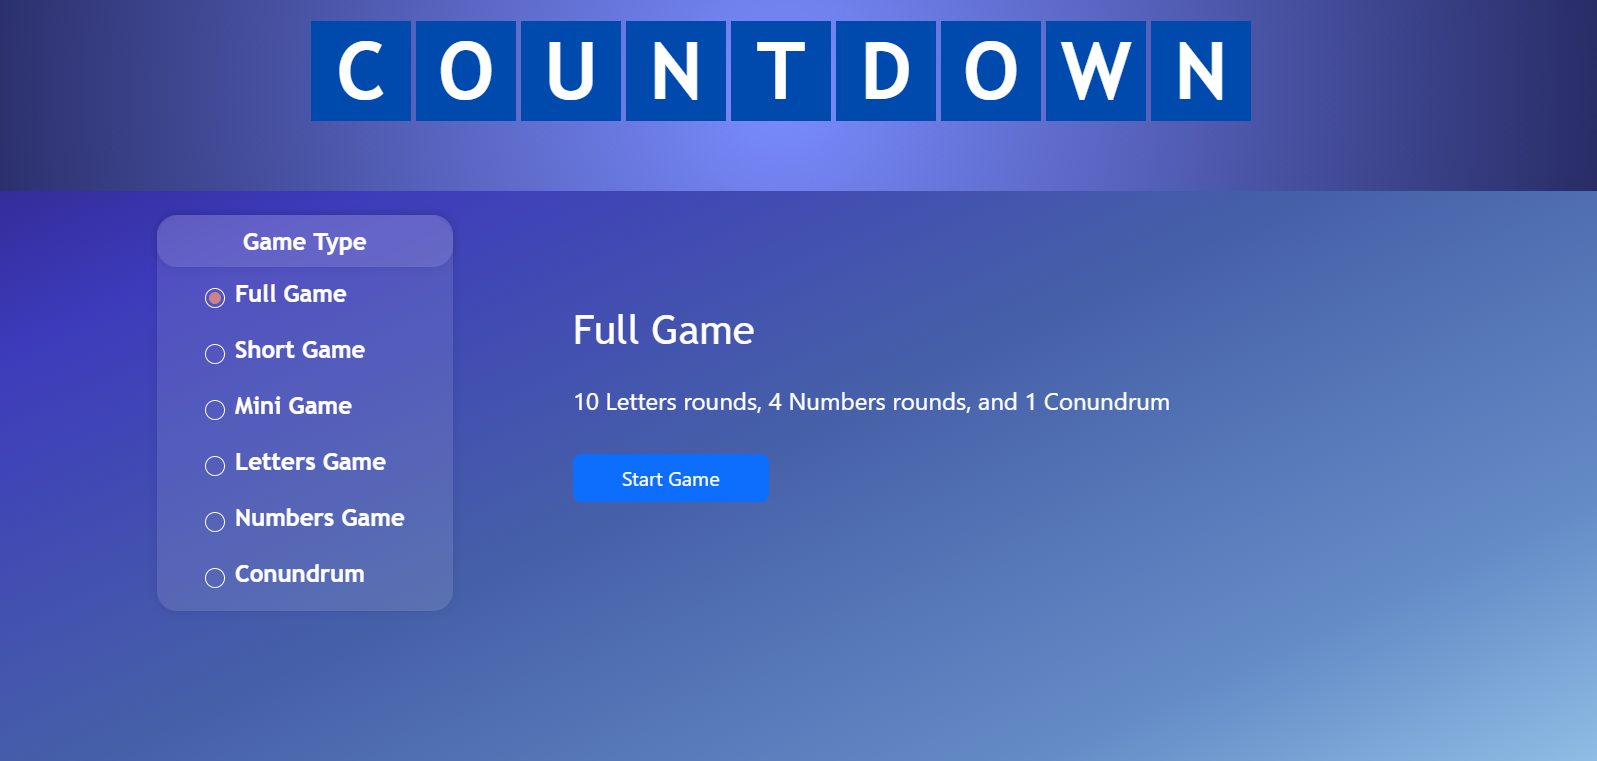 COUNTDOWN
Game Type
Full Game
Short Game
Mini Game
Letters Game
Numbers Game
Conundrum
Full Game
10 Letters rounds, 4 Numbers rounds, and 1 Conundrum
Start Game